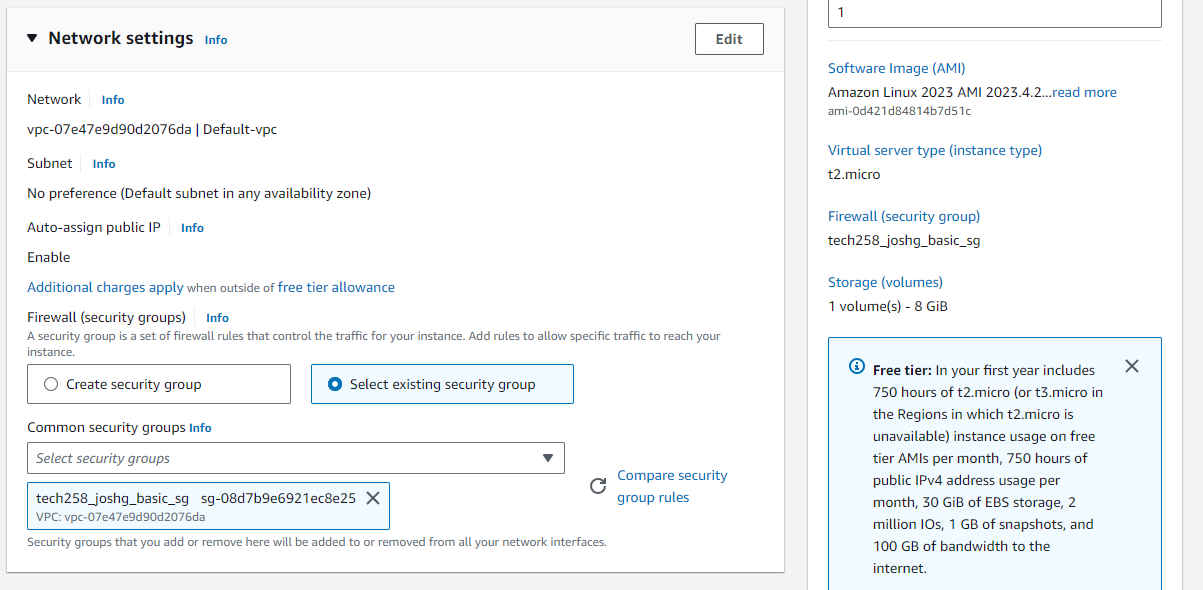 Network settings Info
Edit
Network Info
vpc-07e47e9d90d2076da | Default-vpc
Subnet Info
No preference (Default subnet in any availability zone)
Auto-assign public IP Info
Enable
Additional charges apply when outside of free tier allowance
Firewall (security groups) Info
A security group is a set of firewall rules that control the traffic for your instance. Add rules to allow specific traffic to reach your
instance.
Create security group
Select existing security group
Common security groups Info
Select security groups
tech258_joshg_basic_sg sg-08d7b9e6921ec8e25
VPC: vpc-07e47e9d90d2076da
Compare security
group rules
Security groups that you add or remove here will be added to or removed from all your network interfaces.
1
Software Image (AMI)
Amazon Linux 2023 AMI 2023.4.2...read more
ami-0d421d84814b7d51c
Virtual server type (instance type)
t2.micro
Firewall (security group)
tech258_joshg_basic_sg
Storage (volumes)
1 volume(s) - 8 GiB
Free tier: In your first year includes
750 hours of t2.micro (or t3.micro in
the Regions in which t2.micro is
unavailable) instance usage on free
tier AMIs per month, 750 hours of
public IPv4 address usage per
month, 30 GiB of EBS storage, 2
million IOs, 1 GB of snapshots, and
100 GB of bandwidth to the
internet.